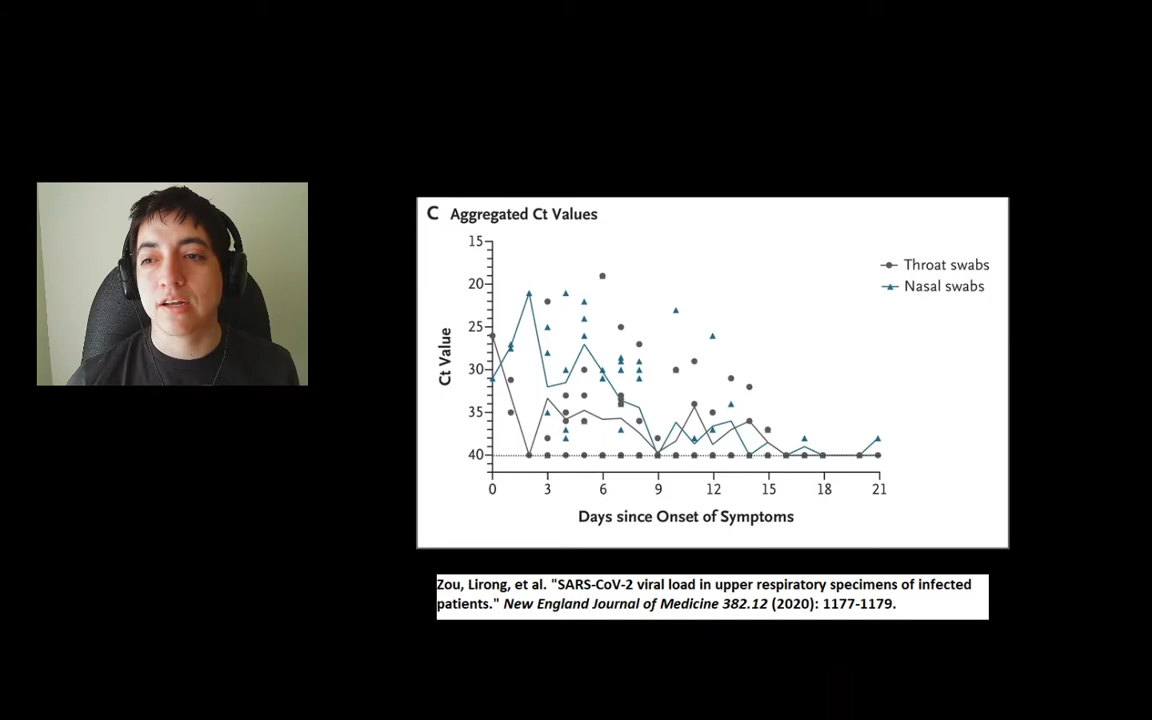 C Aggregated Ct Values
15
20
25
30
35
40
Ct Value
Throat swabs
Nasal swabs
0 3 6 9 12 15 18 21
Days since Onset of Symptoms
Zou, Lirong, et al. "SARS-CoV-2 viral load in upper respiratory specimens of infected
patients." New England Journal of Medicine 382.12 (2020): 1177-1179.